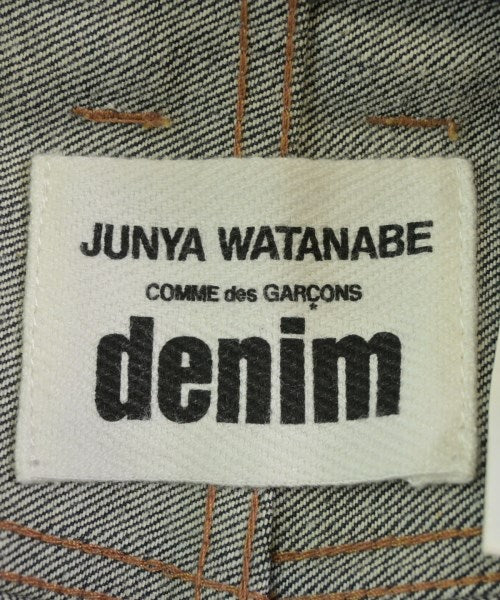 JUNYA WATANABE
COMME des GARÇONS
denim